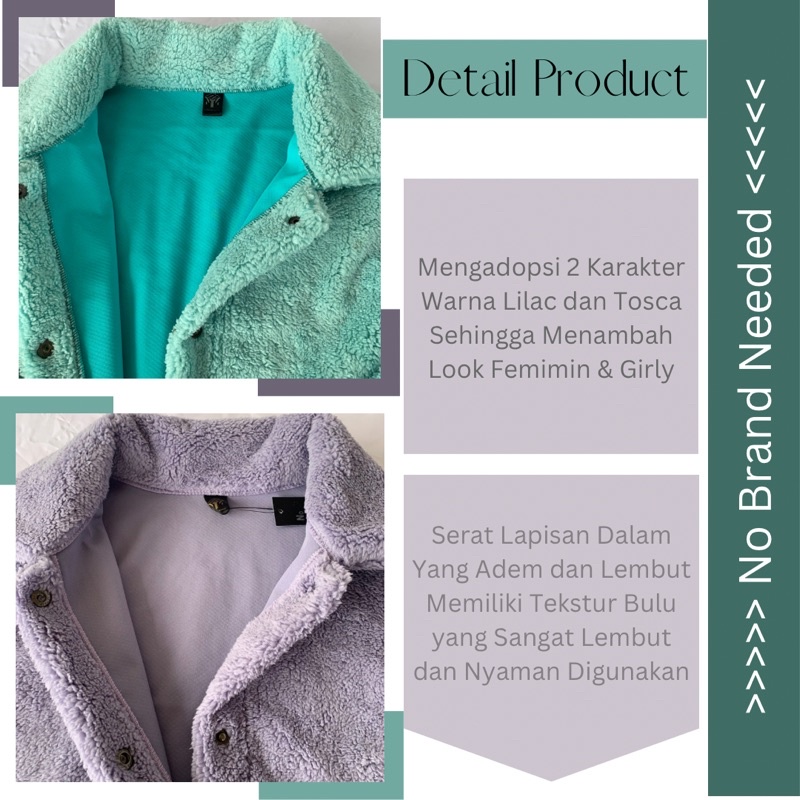 Detail Product
Mengadopsi 2 Karakter
Warna Lilac dan Tosca
Sehingga Menambah
Look Femimin & Girly
Serat Lapisan Dalam
Yang Adem dan Lembut
Memiliki Tekstur Bulu
yang Sangat Lembut
dan Nyaman Digunakan
>>>>> No Brand Needed <<<<<